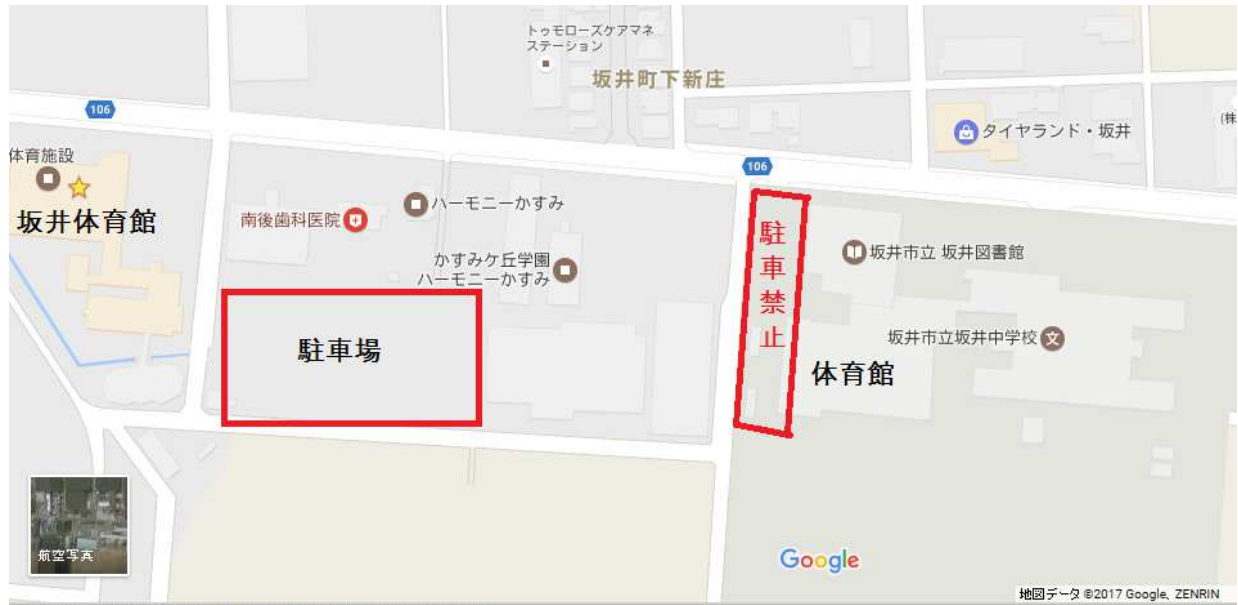 トゥモローズケアマネ
ステーション
坂井町下新庄
106
タイヤランド・坂井
(株
体育施設
坂井体育館
106
南後歯科医院
ハーモニーかすみ
かすみケ丘学園
ハーモニーかすみ
駐車禁止
坂井市立 坂井図書館
駐車場
坂井市立坂井中学校
文
体育館
航空写真
Google
地図データ ©2017 Google, ZENRIN